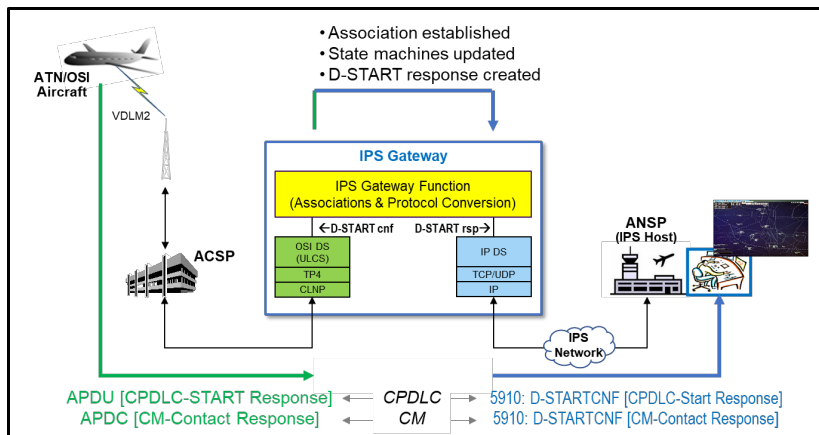 • Association established
• State machines updated
• D-START response created
ATN/OSI
Aircraft
VDLM2
IPS Gateway
IPS Gateway Function
(Associations & Protocol Conversion)
←D-START cnf
D-START rsp→
OSI DS
(ULCS)
TP4
CLNP
IP DS
TCP/UDP
IP
ACSP
ANSP
(IPS Host)
IPS
Network
APDU [CPDLC-START Response]
CPDLC
5910: D-STARTCNF [CPDLC-Start Response]
APDC [CM-Contact Response]
CM
5910: D-STARTCNF [CM-Contact Response]